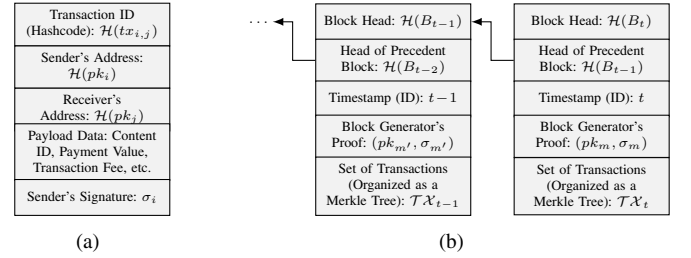 Transaction ID
(Hashcode): H(tx_{i,j})
Sender's Address:
H(pk_i)
Receiver's
Address: H(pk_j)
Payload Data: Content
ID, Payment Value,
Transaction Fee, etc.
Sender's Signature: σ_i
(a)
...
Block Head: H(B_{t−1})
Head of Precedent
Block: H(B_{t−2})
Timestamp (ID): t−1
Block Generator's
Proof: (pk_{m′}, σ_{m′})
Set of Transactions
(Organized as a
Merkle Tree): TX_{t−1}
Block Head: H(B_t)
Head of Precedent
Block: H(B_{t−1})
Timestamp (ID): t
Block Generator's
Proof: (pk_m, σ_m)
Set of Transactions
(Organized as a
Merkle Tree): TX_t
(b)